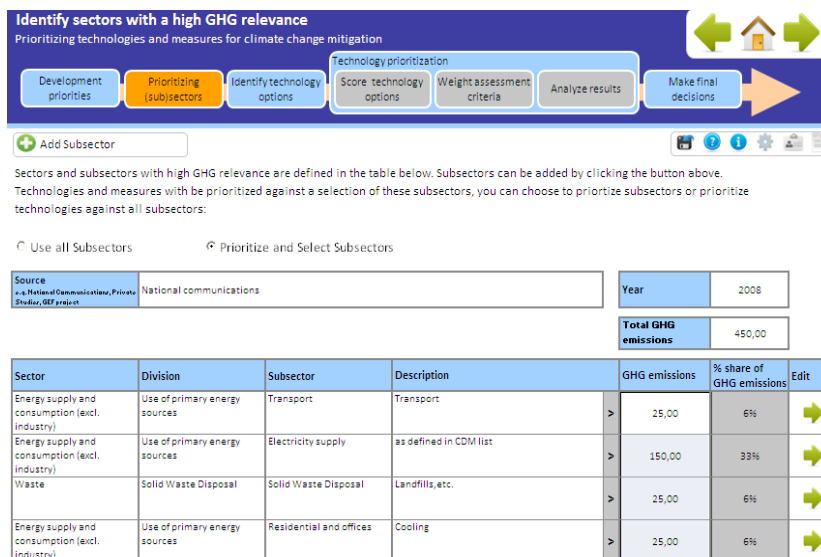 Identify sectors with a high GHG relevance
Prioritizing technologies and measures for climate change mitigation
Technology prioritization
Development priorities
Prioritizing (sub)sectors
Identify technology options
Score technology options
Weight assessment criteria
Analyze results
Make final decisions
Add Subsector
Sectors and subsectors with high GHG relevance are defined in the table below. Subsectors can be added by clicking the button above.
Technologies and measures with be prioritized against a selection of these subsectors, you can choose to priortize subsectors or prioritize
technologies against all subsectors:
Use all Subsectors
Prioritize and Select Subsectors
Source
e.g. National Communications, Private
Studies, GEF project
National communications
Year
2008
Total GHG
emissions
450,00
Sector Division Subsector Description GHG emissions % share of GHG emissions Edit
Energy supply and consumption (excl. industry) Use of primary energy sources Transport Transport > 25,00 6%
Energy supply and consumption (excl. industry) Use of primary energy sources Electricity supply as defined in CDM list > 150,00 33%
Waste Solid Waste Disposal Solid Waste Disposal Landfills,etc. > 25,00 6%
Energy supply and consumption (excl. industry) Use of primary energy sources Residential and offices Cooling > 25,00 6%